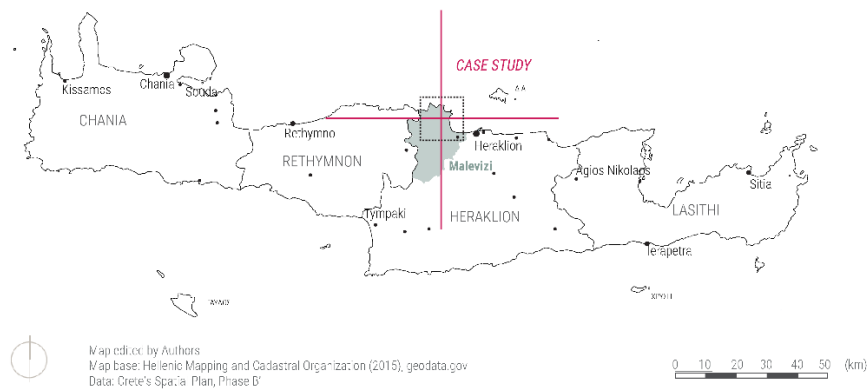 CASE STUDY
Kissamos
Chania
Souda
CHANIA
Rethymno
RETHYMNON
Heraklion
Malevizi
Agios Nikolaos
Sitia
LASITHI
Tympaki
HERAKLION
Ierapetra
Map edited by Authors
Map base: Hellenic Mapping and Cadastral Organization (2015), geodata.gov
Data: Crete's Spatial Plan, Phase B'
0 10 20 30 40 50 (km)